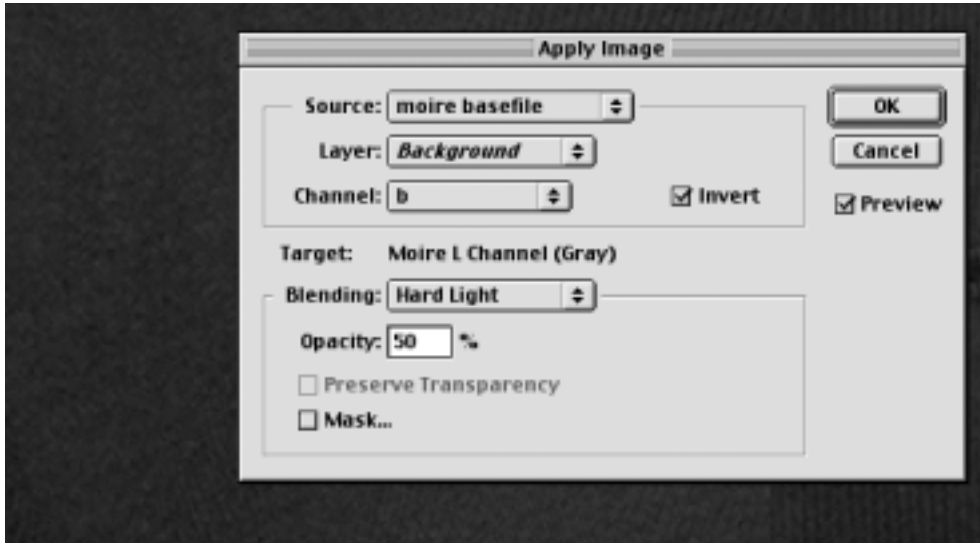 Apply Image
Source: moire basefile
OK
Layer: Background
Cancel
Channel: b
Invert
Preview
Target: Moire L Channel (Gray)
Blending: Hard Light
Opacity: 50 %
Preserve Transparency
Mask...